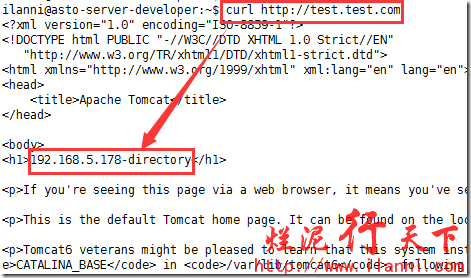 ilanni@asto-server-developer:~$ curl http://test.test.com
<?xml version="1.0" encoding="ISO-8859-1"?>
<!DOCTYPE html PUBLIC "-//W3C//DTD XHTML 1.0 Strict//EN"
"http://www.w3.org/TR/xhtml1/DTD/xhtml1-strict.dtd">
<html xmlns="http://www.w3.org/1999/xhtml" xml:lang="en" lang="en">
<head>
<title>Apache Tomcat</title>
</head>
<body>
<h1>192.168.5.178-directory</h1>
<p>If you're seeing this page via a web browser, it means you've se
<p>This is the default Tomcat home page. It can be found on the loc
<p>Tomcat6 veterans might be pleased to learn that this system inst
e>CATALINA_BASE</code> in <code>/var/lib/tomcat6</code>, following
烂泥行天下
http://www.ilanni.com